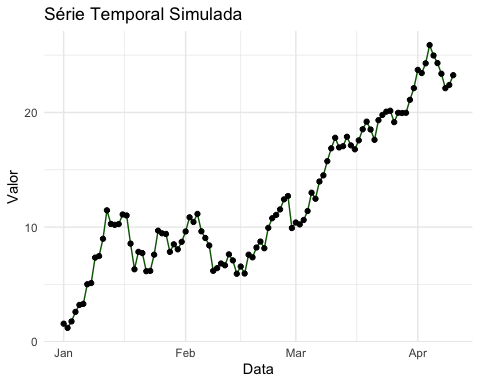 Série Temporal Simulada
Valor
20
10
0
Jan Feb Mar Apr
Data